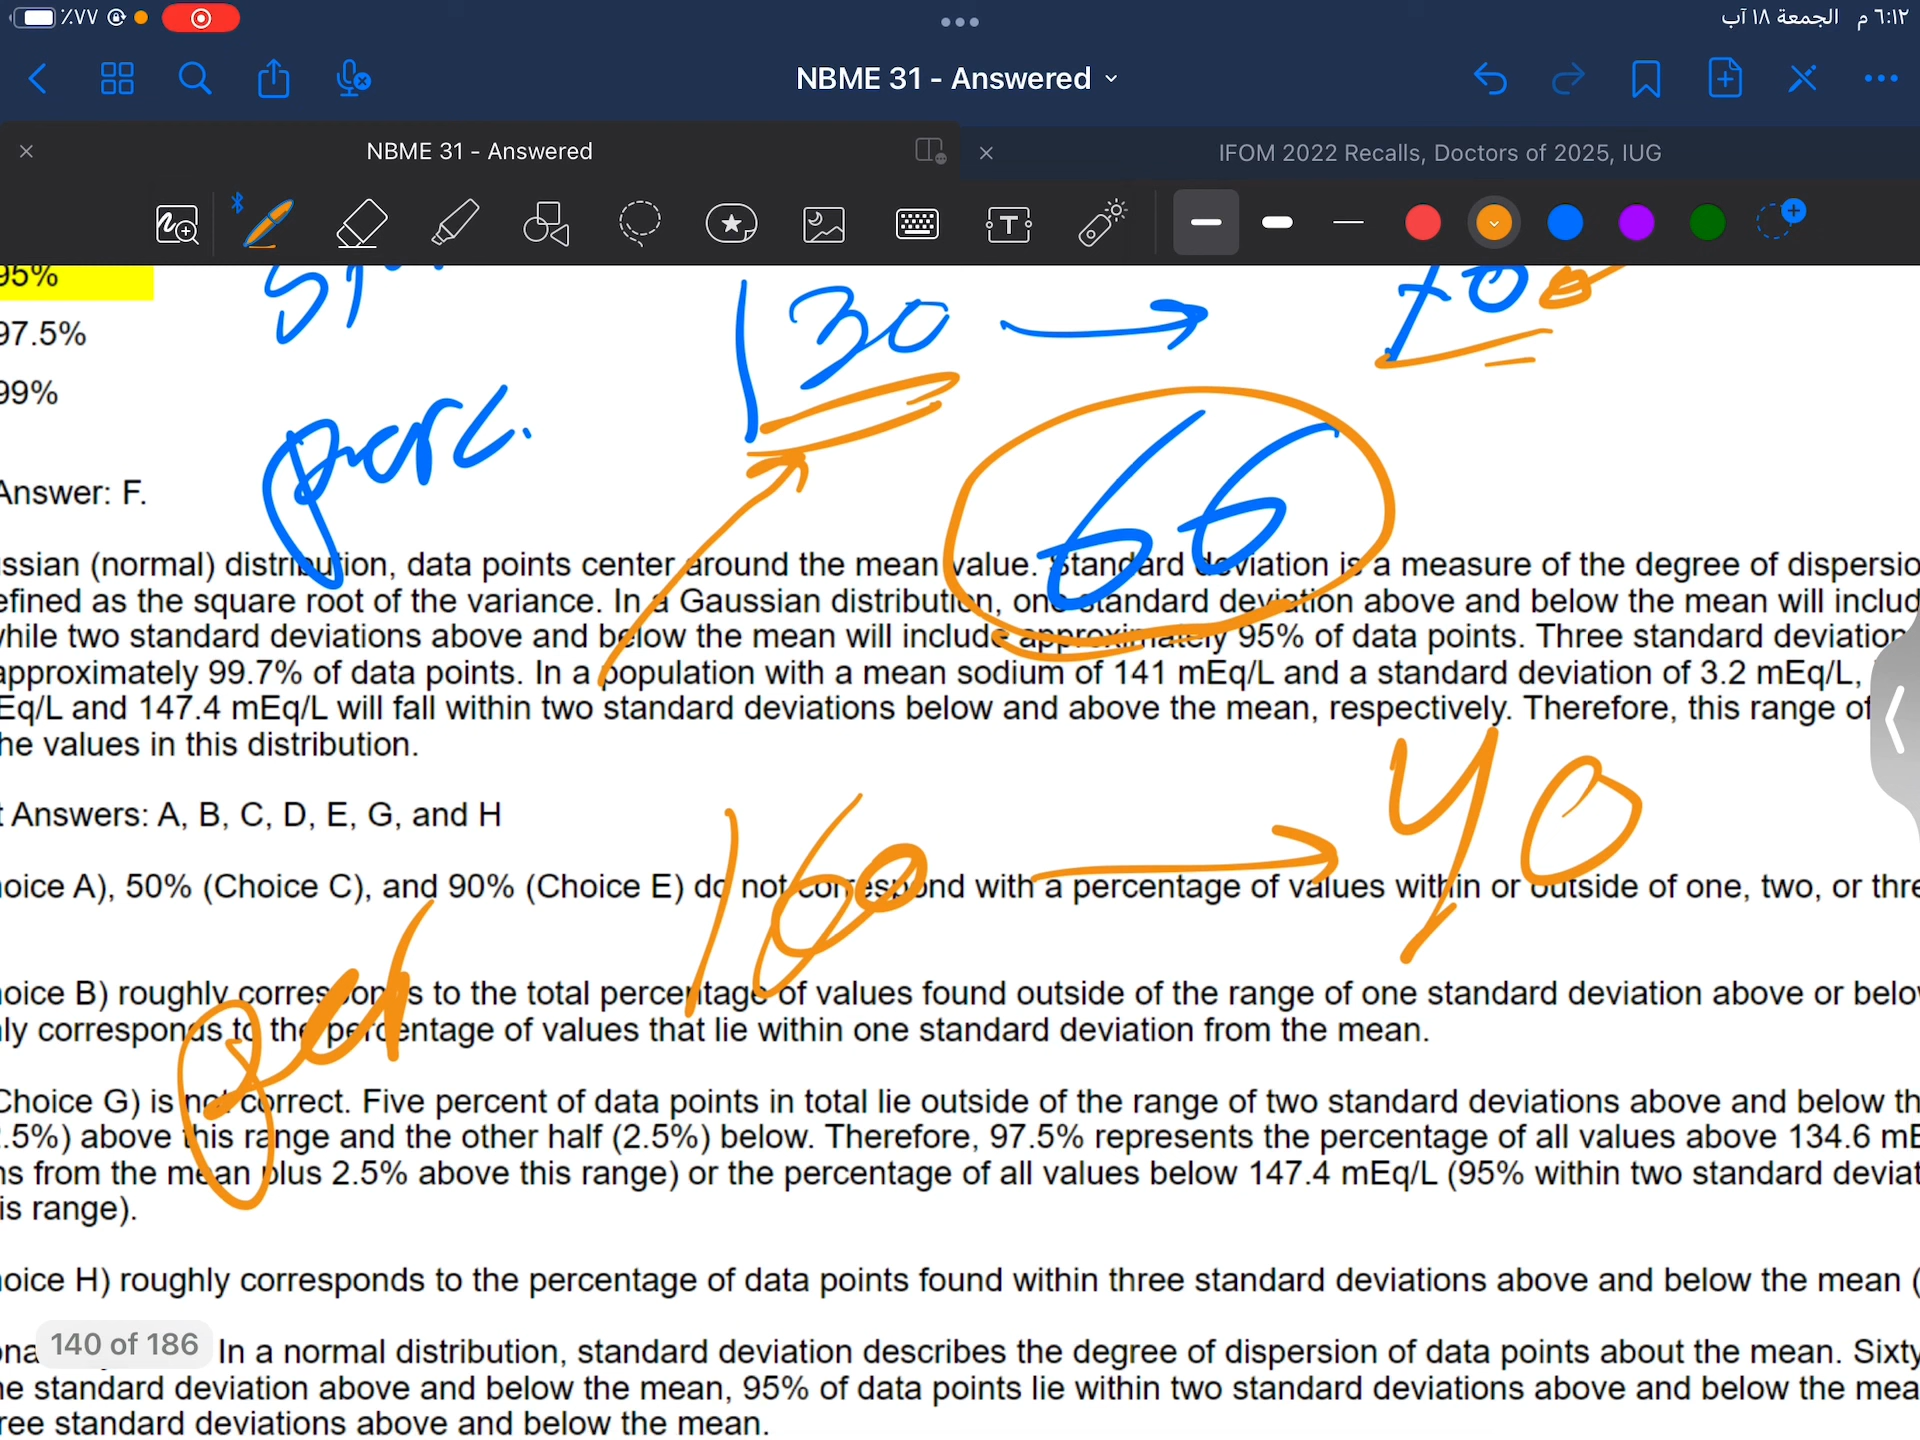 ٪٧٧
٦:١٢ م الجمعة ١٨ آب
NBME 31 - Answered
NBME 31 - Answered
IFOM 2022 Recalls, Doctors of 2025, IUG
95%
97.5%
130
99%
perc.
66
Answer: F.
ssian (normal) distribution, data points center around the mean value. Standard deviation is a measure of the degree of dispersio
efined as the square root of the variance. In a Gaussian distribution, one standard deviation above and below the mean will includ
while two standard deviations above and below the mean will include approximately 95% of data points. Three standard deviation
approximately 99.7% of data points. In a population with a mean sodium of 141 mEq/L and a standard deviation of 3.2 mEq/L,
Eq/L and 147.4 mEq/L will fall within two standard deviations below and above the mean, respectively. Therefore, this range of
he values in this distribution.
t Answers: A, B, C, D, E, G, and H
160
40
oice A), 50% (Choice C), and 90% (Choice E) do not correspond with a percentage of values within or outside of one, two, or thre
per
oice B) roughly corresponds to the total percentage of values found outside of the range of one standard deviation above or belo
ly corresponds to the percentage of values that lie within one standard deviation from the mean.
Choice G) is not correct. Five percent of data points in total lie outside of the range of two standard deviations above and below th
.5%) above this range and the other half (2.5%) below. Therefore, 97.5% represents the percentage of all values above 134.6 mE
ns from the mean plus 2.5% above this range) or the percentage of all values below 147.4 mEq/L (95% within two standard deviat
is range).
oice H) roughly corresponds to the percentage of data points found within three standard deviations above and below the mean (
140 of 186
In a normal distribution, standard deviation describes the degree of dispersion of data points about the mean. Sixty
ne standard deviation above and below the mean, 95% of data points lie within two standard deviations above and below the mea
ree standard deviations above and below the mean.